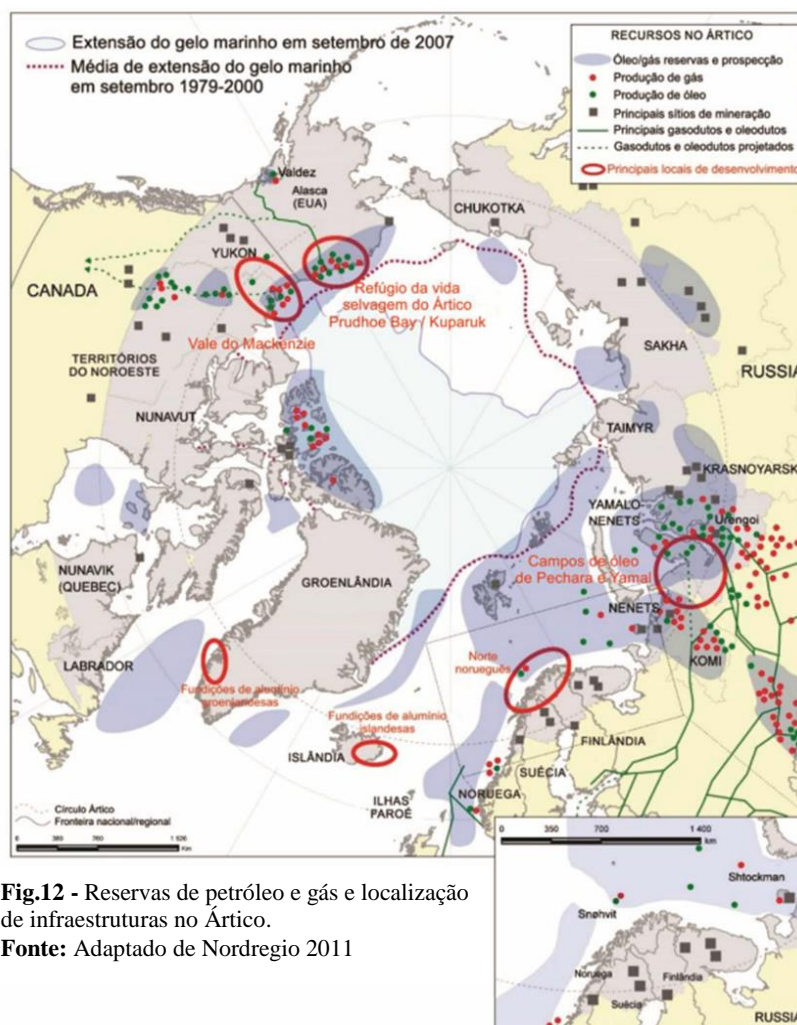 Extensão do gelo marinho em setembro de 2007
Média de extensão do gelo marinho
em setembro 1979-2000
RECURSOS NO ÁRTICO
Óleo/gás reservas e prospecção
Produção de gás
Produção de óleo
Principais sítios de mineração
Principais gasodutos e oleodutos
Gasodutos e oleodutos projetados
Principais locais de desenvolvimento
Valdez
Alasca
(EUA)
CHUKOTKA
YUKON
CANADA
Refúgio da vida
selvagem do Ártico
Prudhoe Bay / Kuparuk
Vale do Mackenzie
SAKHA
TERRITÓRIOS
DO NOROESTE
RUSSIA
NUNAVUT
TAIMYR
KRASNOYARSK
YAMALO-
NENETS
Urengoi
NUNAVIK
(QUEBEC)
GROENLÂNDIA
Campos de óleo
de Pechara e Yamal
NENETS
KOMI
LABRADOR
Norte
norueguês
Fundições de alumínio
groenlandesas
Fundições de alumínio
islandesas
ISLÂNDIA
FINLÂNDIA
SUÉCIA
ILHAS
FAROÉ
NORUEGA
Círculo Ártico
Fronteira nacional/regional
0 385 760 1 526
Km
0 350 700 1 400
km
Shtockman
Snøhvit
Noruega
Finlândia
Suécia
RUSSIA
Fig.12 - Reservas de petróleo e gás e localização
de infraestruturas no Ártico.
Fonte: Adaptado de Nordregio 2011